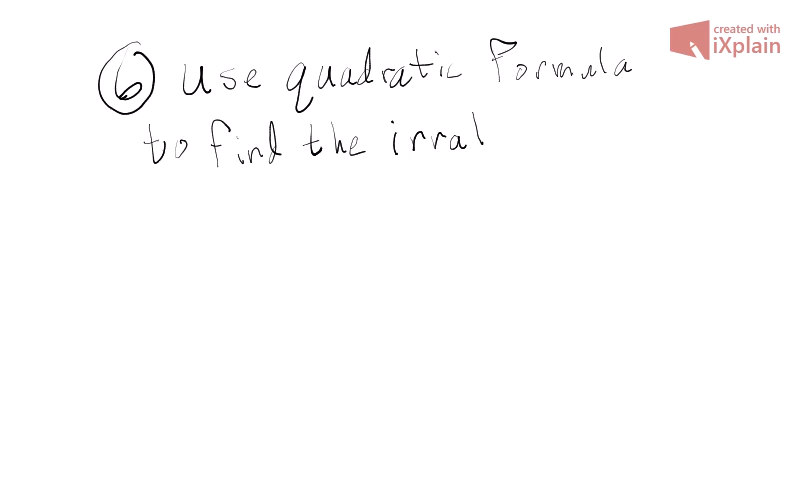 created with
iXplain
6 use quadratic formula
to find the irral